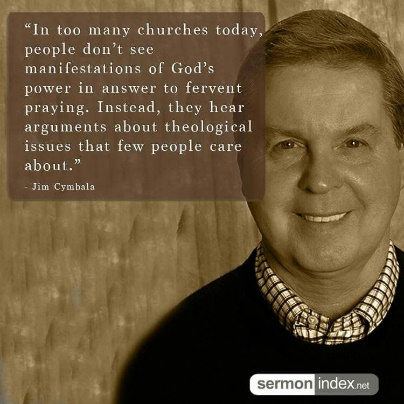 “In too many churches today,
people don’t see
manifestations of God’s
power in answer to fervent
praying. Instead, they hear
arguments about theological
issues that few people care
about.”
- Jim Cymbala
sermonindex.net